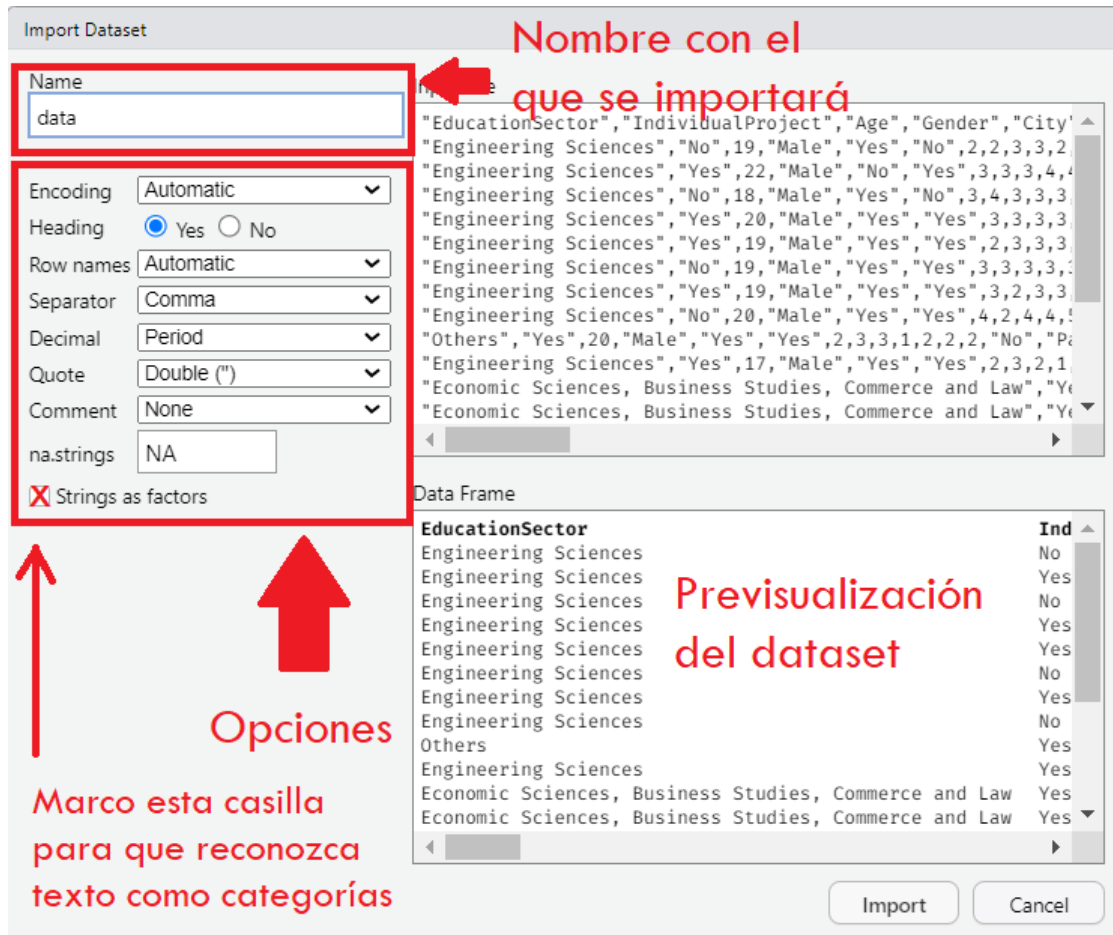 Import Dataset
Nombre con el
que se importará
Name
data
Encoding Automatic
Heading Yes No
Row names Automatic
Separator Comma
Decimal Period
Quote Double (")
Comment None
na.strings NA
X Strings as factors
Opciones
Marco esta casilla
para que reconozca
texto como categorías
"EducationSector","IndividualProject","Age","Gender","City"
"Engineering Sciences","No",19,"Male","Yes","No",2,2,3,3,2,
"Engineering Sciences","Yes",22,"Male","No","Yes",3,3,3,4,4
"Engineering Sciences","No",18,"Male","Yes","No",3,4,3,3,3,
"Engineering Sciences","Yes",20,"Male","Yes","Yes",3,3,3,3,
"Engineering Sciences","Yes",19,"Male","Yes","Yes",2,3,3,3,
"Engineering Sciences","No",19,"Male","Yes","Yes",3,3,3,3,
"Engineering Sciences","Yes",19,"Male","Yes","Yes",3,2,3,3,
"Engineering Sciences","No",20,"Male","Yes","Yes",4,2,4,4,
"Others","Yes",20,"Male","Yes","Yes",2,3,3,1,2,2,2,"No","Pa
"Engineering Sciences","Yes",17,"Male","Yes","Yes",2,3,2,1,
"Economic Sciences, Business Studies, Commerce and Law","Ye
"Economic Sciences, Business Studies, Commerce and Law","Ye
Data Frame
EducationSector Ind
Engineering Sciences No
Engineering Sciences Yes
Engineering Sciences No
Engineering Sciences Yes
Engineering Sciences Yes
Engineering Sciences No
Engineering Sciences Yes
Engineering Sciences No
Others Yes
Engineering Sciences Yes
Economic Sciences, Business Studies, Commerce and Law Yes
Economic Sciences, Business Studies, Commerce and Law Yes
Previsualización
del dataset
Import Cancel